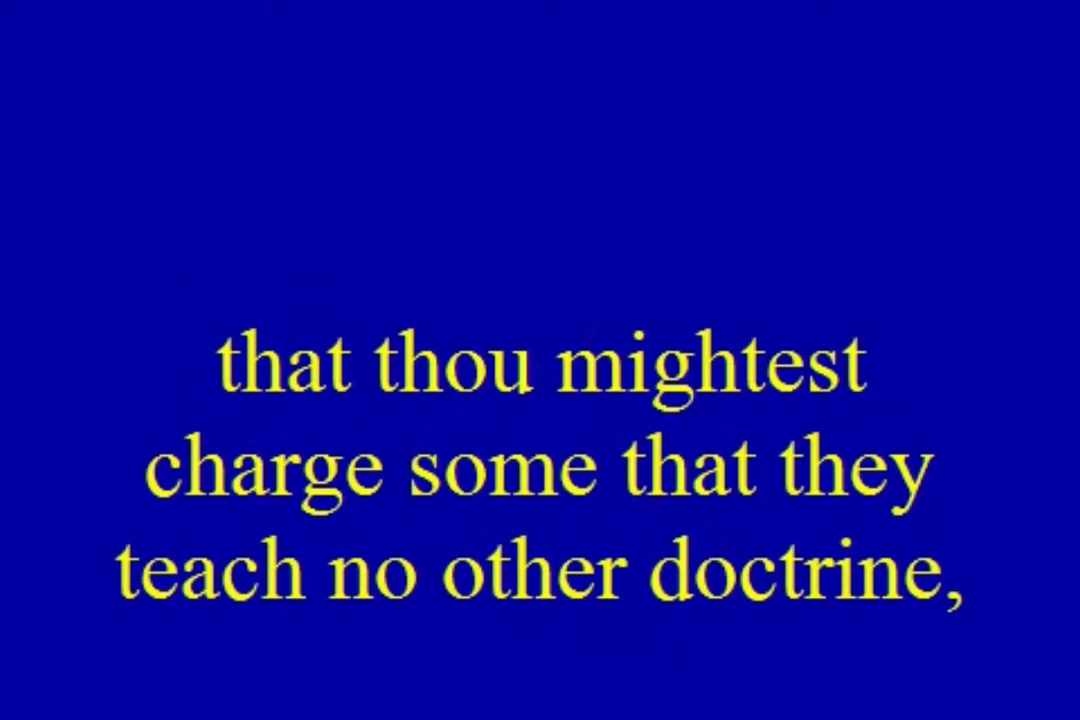 that thou mightest
charge some that they
teach no other doctrine,